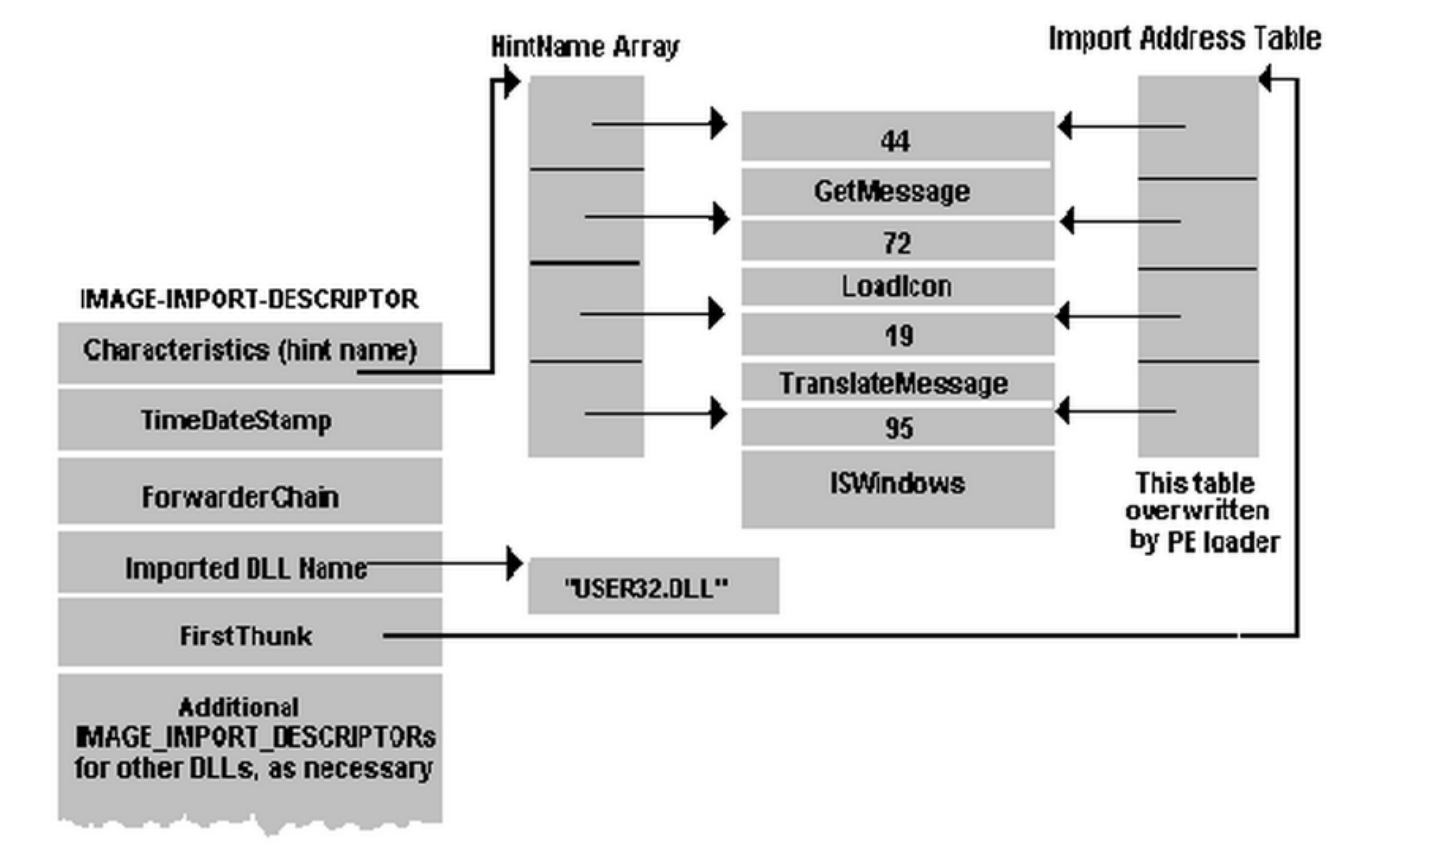 HintName Array
Import Address Table
44
GetMessage
72
LoadIcon
19
TranslateMessage
95
ISWindows
This table
overwritten
by PE loader
IMAGE-IMPORT-DESCRIPTOR
Characteristics (hint name)
TimeDateStamp
ForwarderChain
Imported DLL Name
"USER32.DLL"
FirstThunk
Additional
IMAGE_IMPORT_DESCRIPTORs
for other DLLs, as necessary